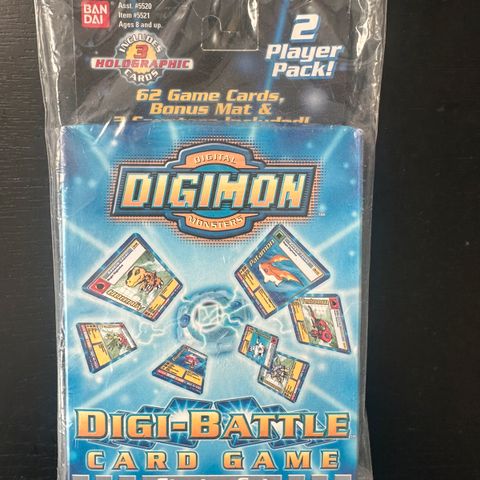 BAN
DAI
Asst. #5520
Item #5521
Ages 8 and up.
INCLUDES
3
HOLOGRAPHIC
CARDS
2
Player
Pack!
62 Game Cards,
Bonus Mat &
DIGITAL
DIGIMON
MONSTERS
Patamon
DIGI-BATTLE
CARD GAME